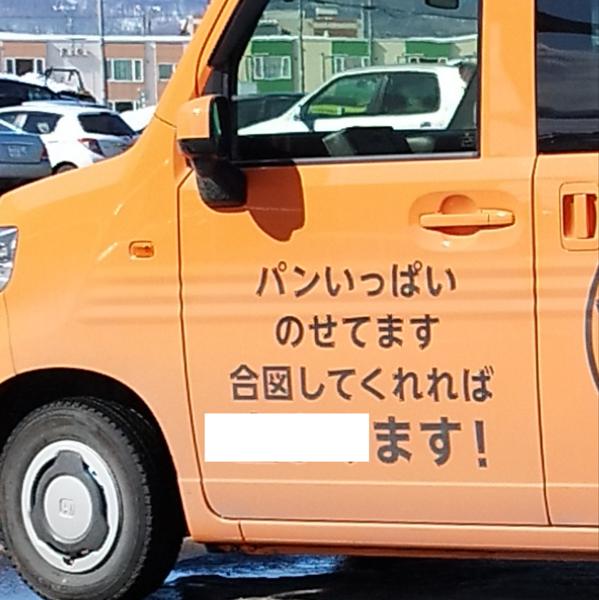 パンいっぱい
のせてます
合図してくれれば
ます!